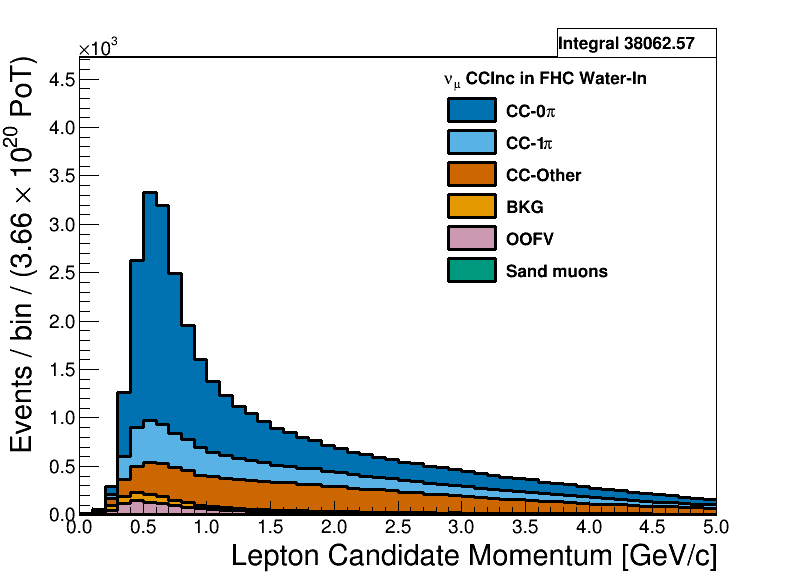 ×10³
Integral 38062.57
Events / bin / (3.66 × 10²⁰ PoT)
4.5
4.0
3.5
3.0
2.5
2.0
1.5
1.0
0.5
0.0
ν_μ CCInc in FHC Water-In
CC-0π
CC-1π
CC-Other
BKG
OOFV
Sand muons
0.0 0.5 1.0 1.5 2.0 2.5 3.0 3.5 4.0 4.5 5.0
Lepton Candidate Momentum [GeV/c]